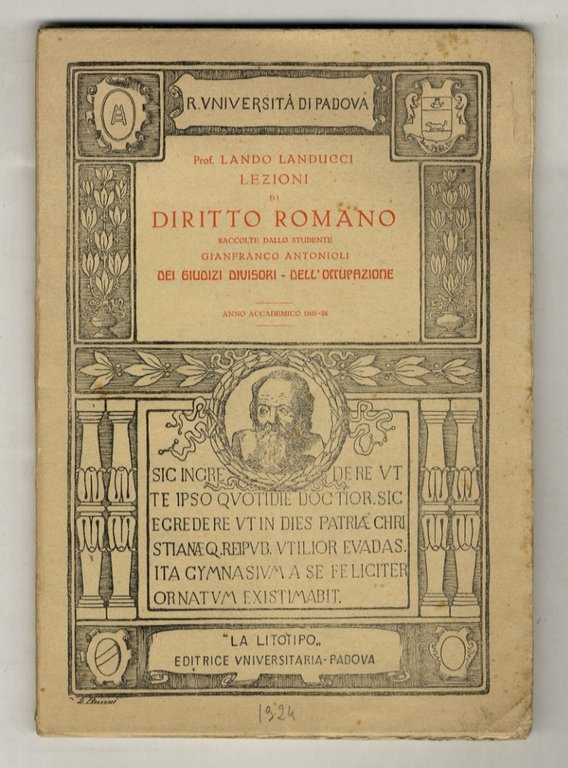 R. VNIVERSITÀ DI PADOVA
Prof. LANDO LANDUCCI
LEZIONI
DI
DIRITTO ROMANO
RACCOLTE DALLO STUDENTE
GIANFRANCO ANTONIOLI
DEI GIUDIZI DIVISORI - DELL'OCCUPAZIONE
ANNO ACCADEMICO 1923-24
SIC INGRE DERE VT
TE IPSO QVOTIDIE DOCTIOR. SIC
EGREDERE VT IN DIES PATRIÆ CHRI
STIANÆQ. REIPVB. VTILIOR EVADAS.
ITA GYMNASIVM A SE FELICITER
ORNATVM EXISTIMABIT.
"LA LITOTIPO„
EDITRICE VNIVERSITARIA-PADOVA
1924